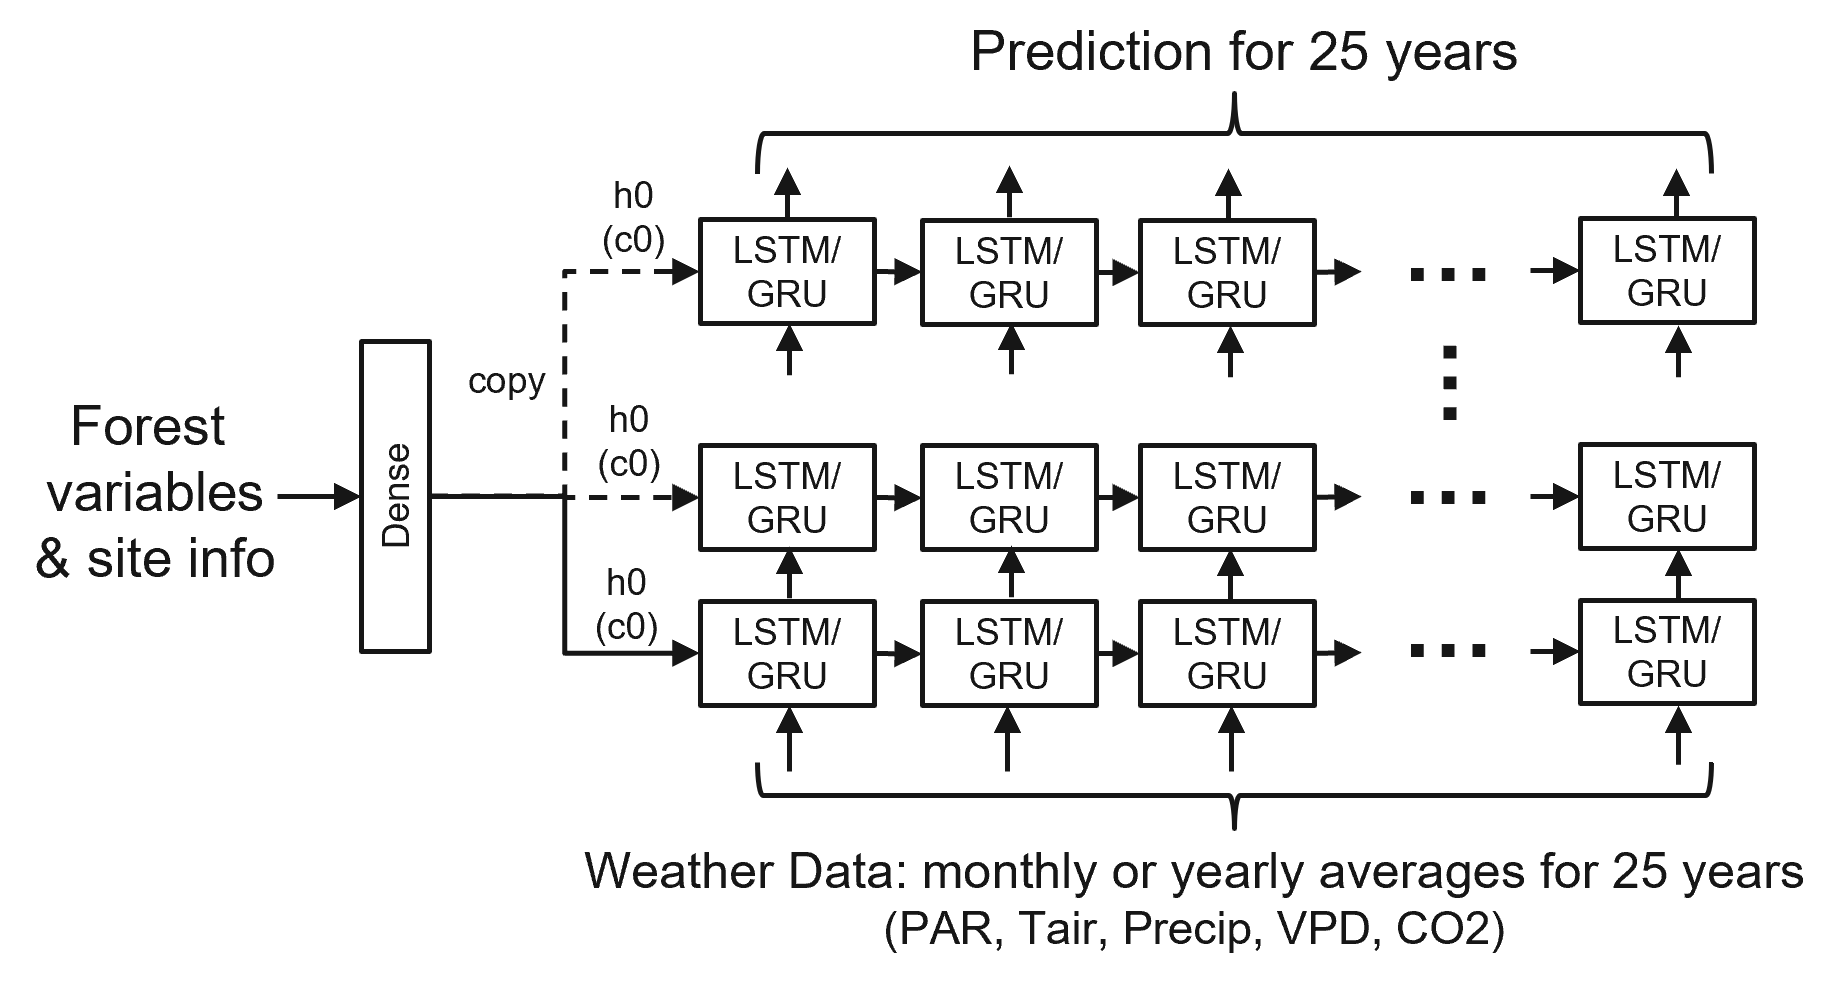 Prediction for 25 years
h0
(c0)
LSTM/
GRU
LSTM/
GRU
LSTM/
GRU
LSTM/
GRU
copy
Forest
variables
& site info
Dense
h0
(c0)
LSTM/
GRU
LSTM/
GRU
LSTM/
GRU
LSTM/
GRU
h0
(c0)
LSTM/
GRU
LSTM/
GRU
LSTM/
GRU
LSTM/
GRU
Weather Data: monthly or yearly averages for 25 years
(PAR, Tair, Precip, VPD, CO2)